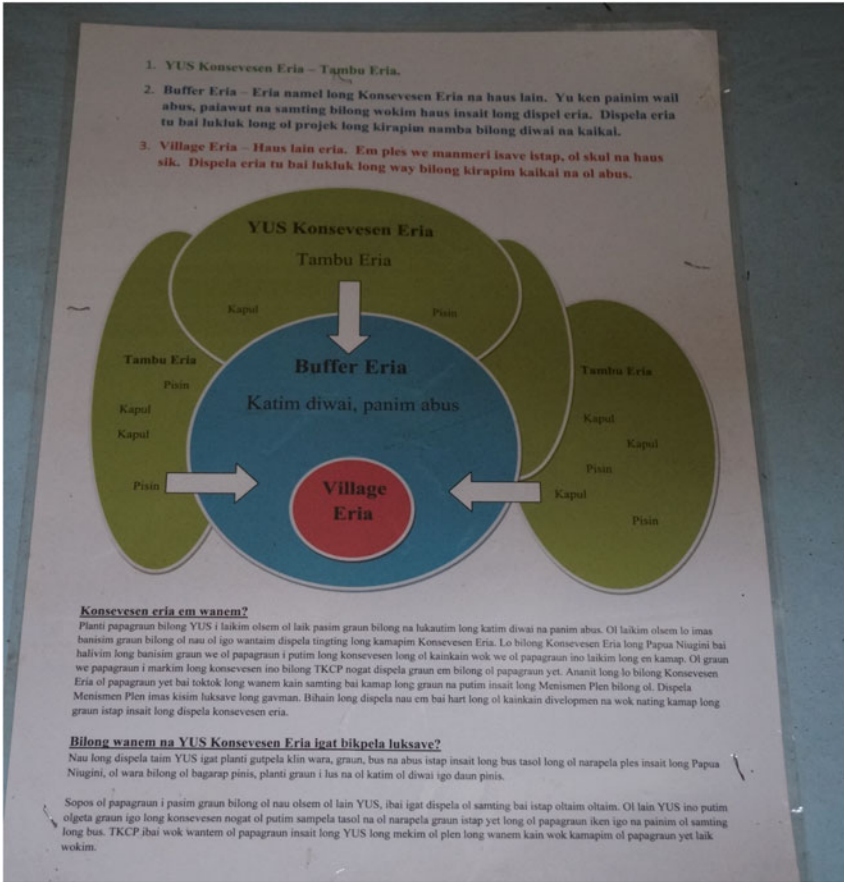 1. YUS Konsevesen Eria – Tambu Eria.
2. Buffer Eria – Eria namel long Konsevesen Eria na haus lain. Yu ken painim wail
abus, paiawut na samting bilong wokim haus insait long dispel eria. Dispela eria
tu bai lukluk long ol projek long kirapim namba bilong diwai na kaikai.
3. Village Eria – Haus lain eria. Em ples we manmeri isave istap, ol skul na haus
sik. Dispela eria tu bai lukluk long way bilong kirapim kaikai na ol abus.
YUS Konsevesen Eria
Tambu Eria
Kapul
Pisin
Tambu Eria
Pisin
Kapul
Kapul
Pisin
Buffer Eria
Katim diwai, panim abus
Village
Eria
Tambu Eria
Kapul
Kapul
Pisin
Kapul
Pisin
Konsevesen eria em wanem?
Planti papagraun bilong YUS i laikim olsem ol laik pasim graun bilong na lukautim long katim diwai na panim abus. Ol laikim olsem lo imas
banisim graun bilong ol nau ol igo wantaim dispela tingting long kamapim Konsevesen Eria. Lo bilong Konsevesen Eria long Papua Niugini bai
halivim long banisim graun we ol papagraun i putim long konsevesen long ol kainkain wok we ol papagraun ino laikim long en kamap. Ol graun
we papagraun i markim long konsevesen ino bilong TKCP nogat dispela graun em bilong ol papagraun yet. Ananit long lo bilong Konsevesen
Eria ol papagraun yet bai toktok long wanem kain samting bai kamap long graun na putim insait long Menismen Plen bilong ol. Dispela
Menismen Plen imas kisim luksave long gavman. Bihain long dispela nau em bai hart long ol kainkain divelopmen na wok nating kamap long
graun istap insait long dispela konsevesen eria.
Bilong wanem na YUS Konsevesen Eria igat bikpela luksave?
Nau long dispela taim YUS igat planti gutpela klin wara, graun, bus na abus istap insait long bus tasol long ol narapela ples insait long Papua
Niugini, ol wara bilong ol bagarap pinis, planti graun i lus na ol katim ol diwai igo daun pinis.
Sopos ol papagraun i pasim graun bilong ol nau olsem ol lain YUS, ibai igat dispela ol samting bai istap oltaim oltaim. Ol lain YUS ino putim
olgeta graun igo long konsevesen nogat ol putim sampela tasol na ol narapela graun istap yet long ol papagraun iken igo na painim ol samting
long bus. TKCP ibai wok wantem ol papagraun insait long YUS long mekim ol plen long wanem kain wok kamapim ol papagraun yet laik
wokim.